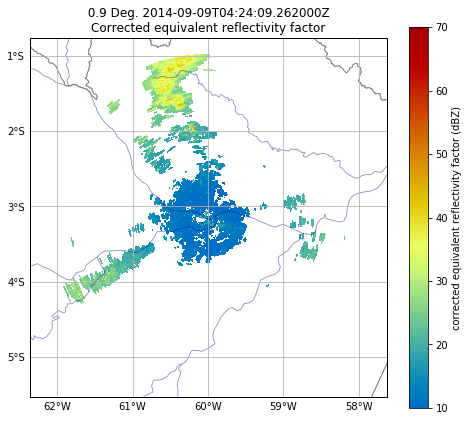 0.9 Deg. 2014-09-09T04:24:09.262000Z
Corrected equivalent reflectivity factor
1°S
2°S
3°S
4°S
5°S
62°W
61°W
60°W
59°W
58°W
70
60
50
40
30
20
10
corrected equivalent reflectivity factor (dBZ)